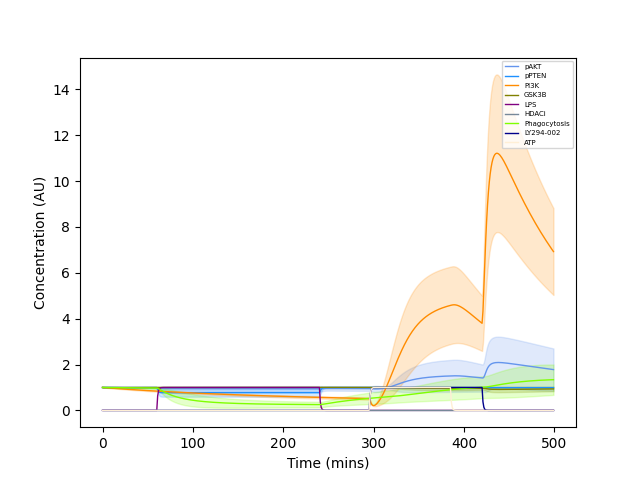 Concentration (AU)
14
12
10
8
6
4
2
0
pAKT
pPTEN
PI3K
GSK3B
LPS
HDACi
Phagocytosis
LY294-002
ATP
0 100 200 300 400 500
Time (mins)